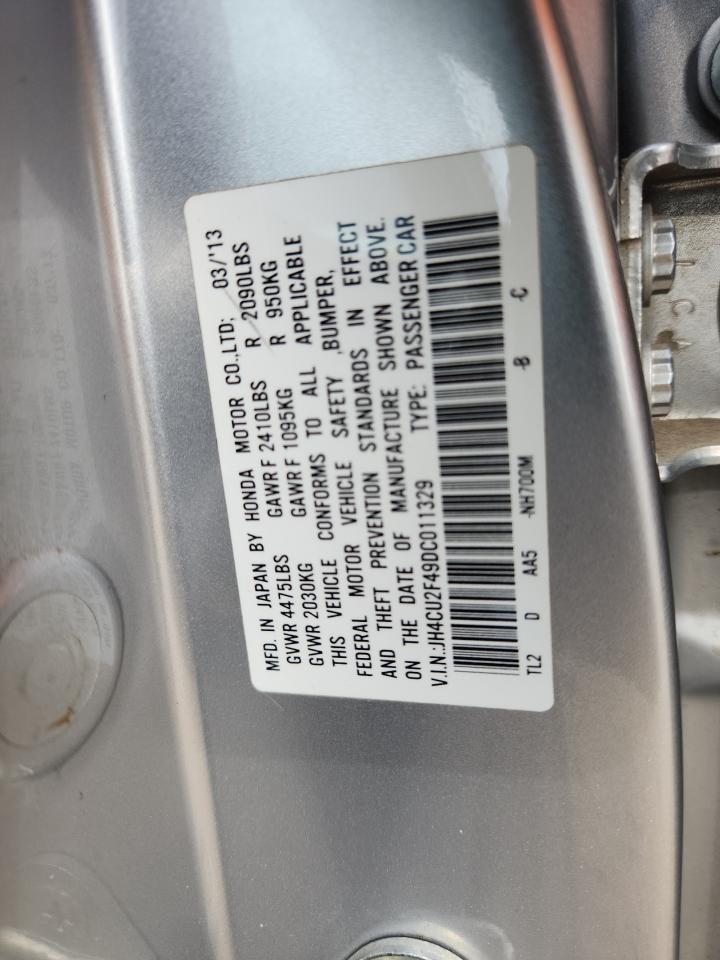 MFD. IN JAPAN BY HONDA MOTOR CO.,LTD; 03/'13
GVWR 4475LBS GAWR F 2410LBS R 2090LBS
GVWR 2030KG GAWR F 1095KG R 950KG
THIS VEHICLE CONFORMS TO ALL APPLICABLE
FEDERAL MOTOR VEHICLE SAFETY ,BUMPER,
AND THEFT PREVENTION STANDARDS IN EFFECT
ON THE DATE OF MANUFACTURE SHOWN ABOVE.
V.I.N.:JH4CU2F49DC011329 TYPE: PASSENGER CAR
TL2 D AA5 -NH700M -B -C